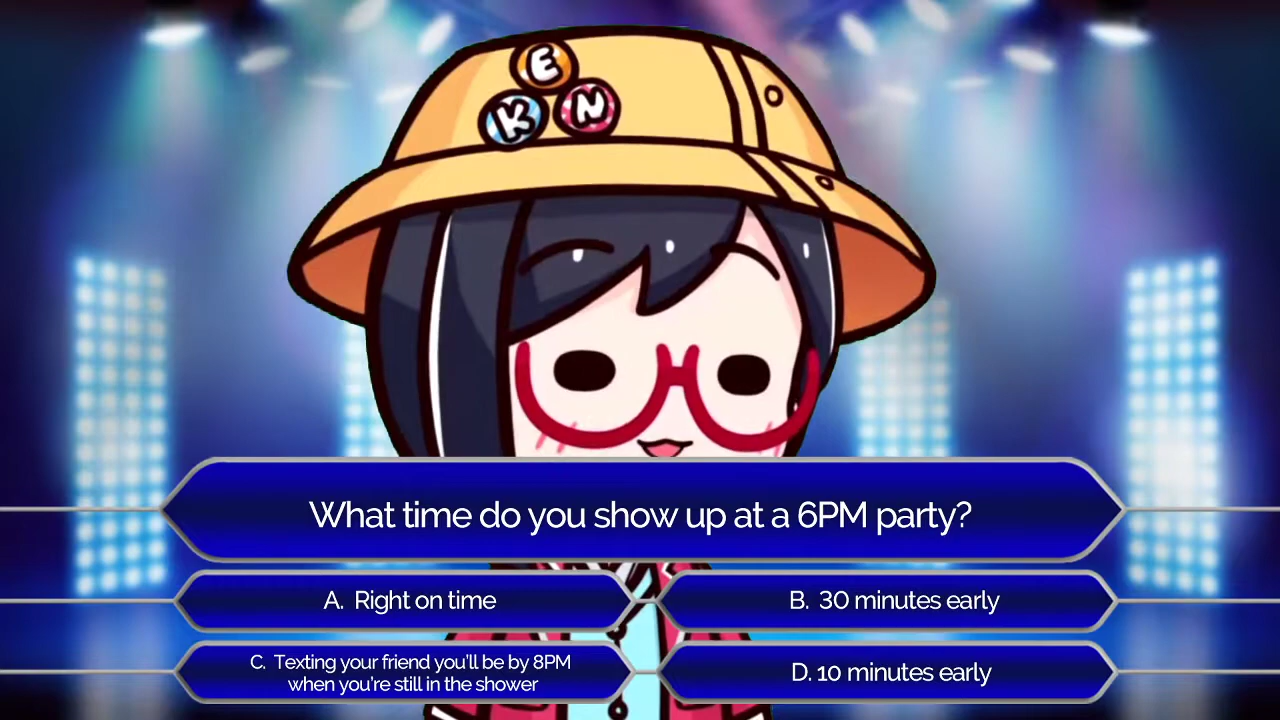 E
K N
What time do you show up at a 6PM party?
A. Right on time
B. 30 minutes early
C. Texting your friend you'll be by 8PM
when you're still in the shower
D. 10 minutes early